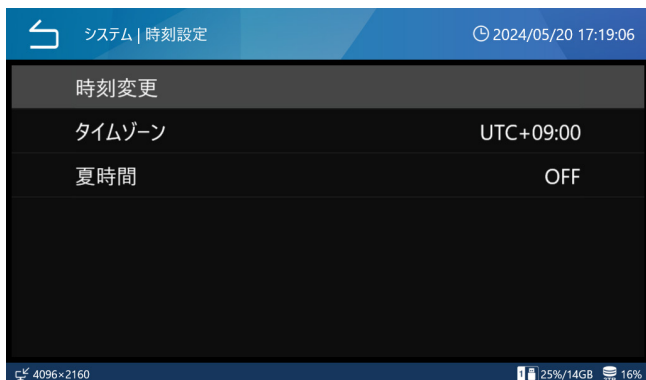 システム | 時刻設定 2024/05/20 17:19:06
時刻変更
タイムゾーン UTC+09:00
夏時間 OFF
4096×2160 1 25%/14GB 16%